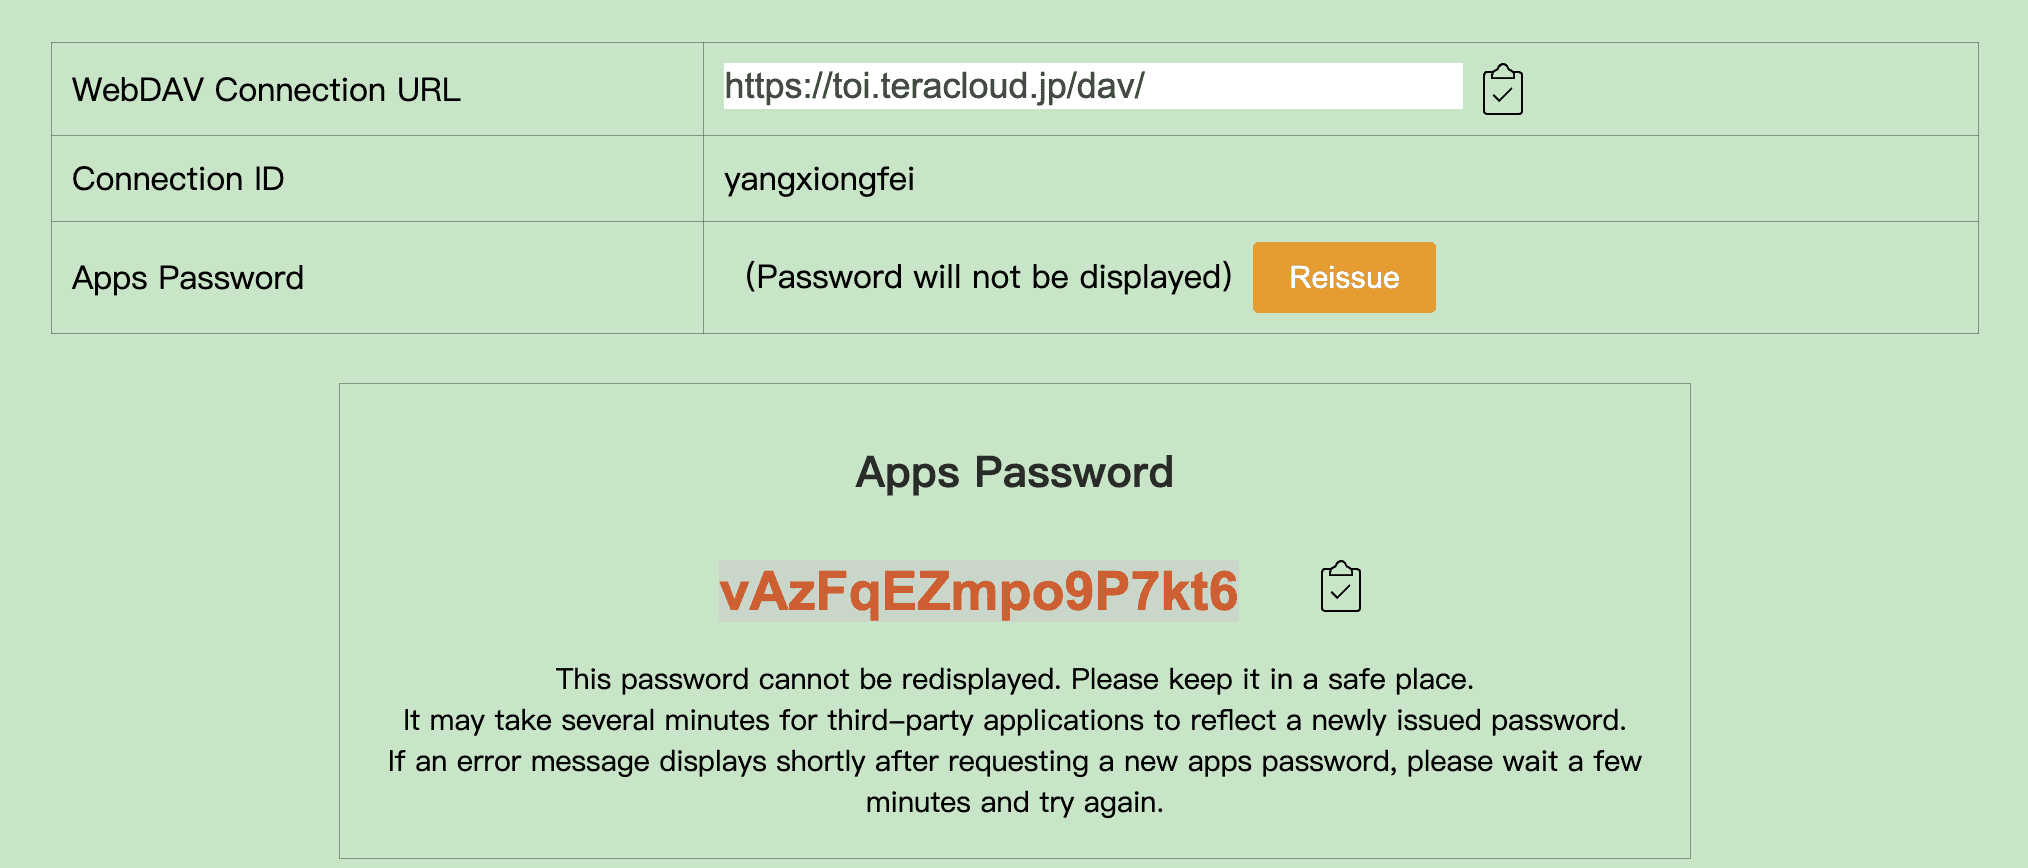 WebDAV Connection URL
https://toi.teracloud.jp/dav/
Connection ID
yangxiongfei
Apps Password
(Password will not be displayed)
Reissue
Apps Password
vAzFqEZmpo9P7kt6
This password cannot be redisplayed. Please keep it in a safe place.
It may take several minutes for third-party applications to reflect a newly issued password.
If an error message displays shortly after requesting a new apps password, please wait a few
minutes and try again.